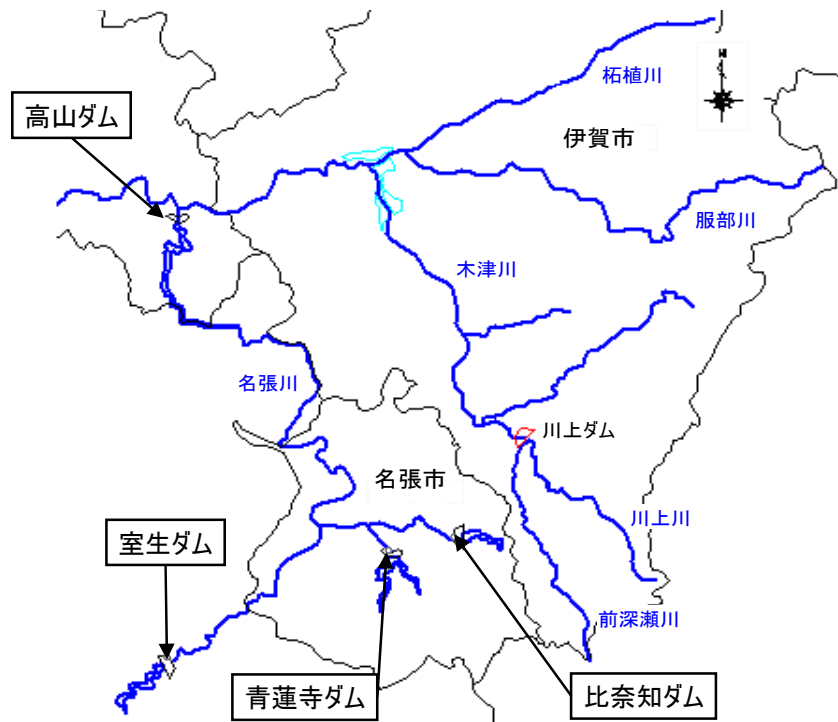 N
柘植川
高山ダム
伊賀市
服部川
木津川
名張川
川上ダム
名張市
川上川
室生ダム
前深瀬川
青蓮寺ダム
比奈知ダム